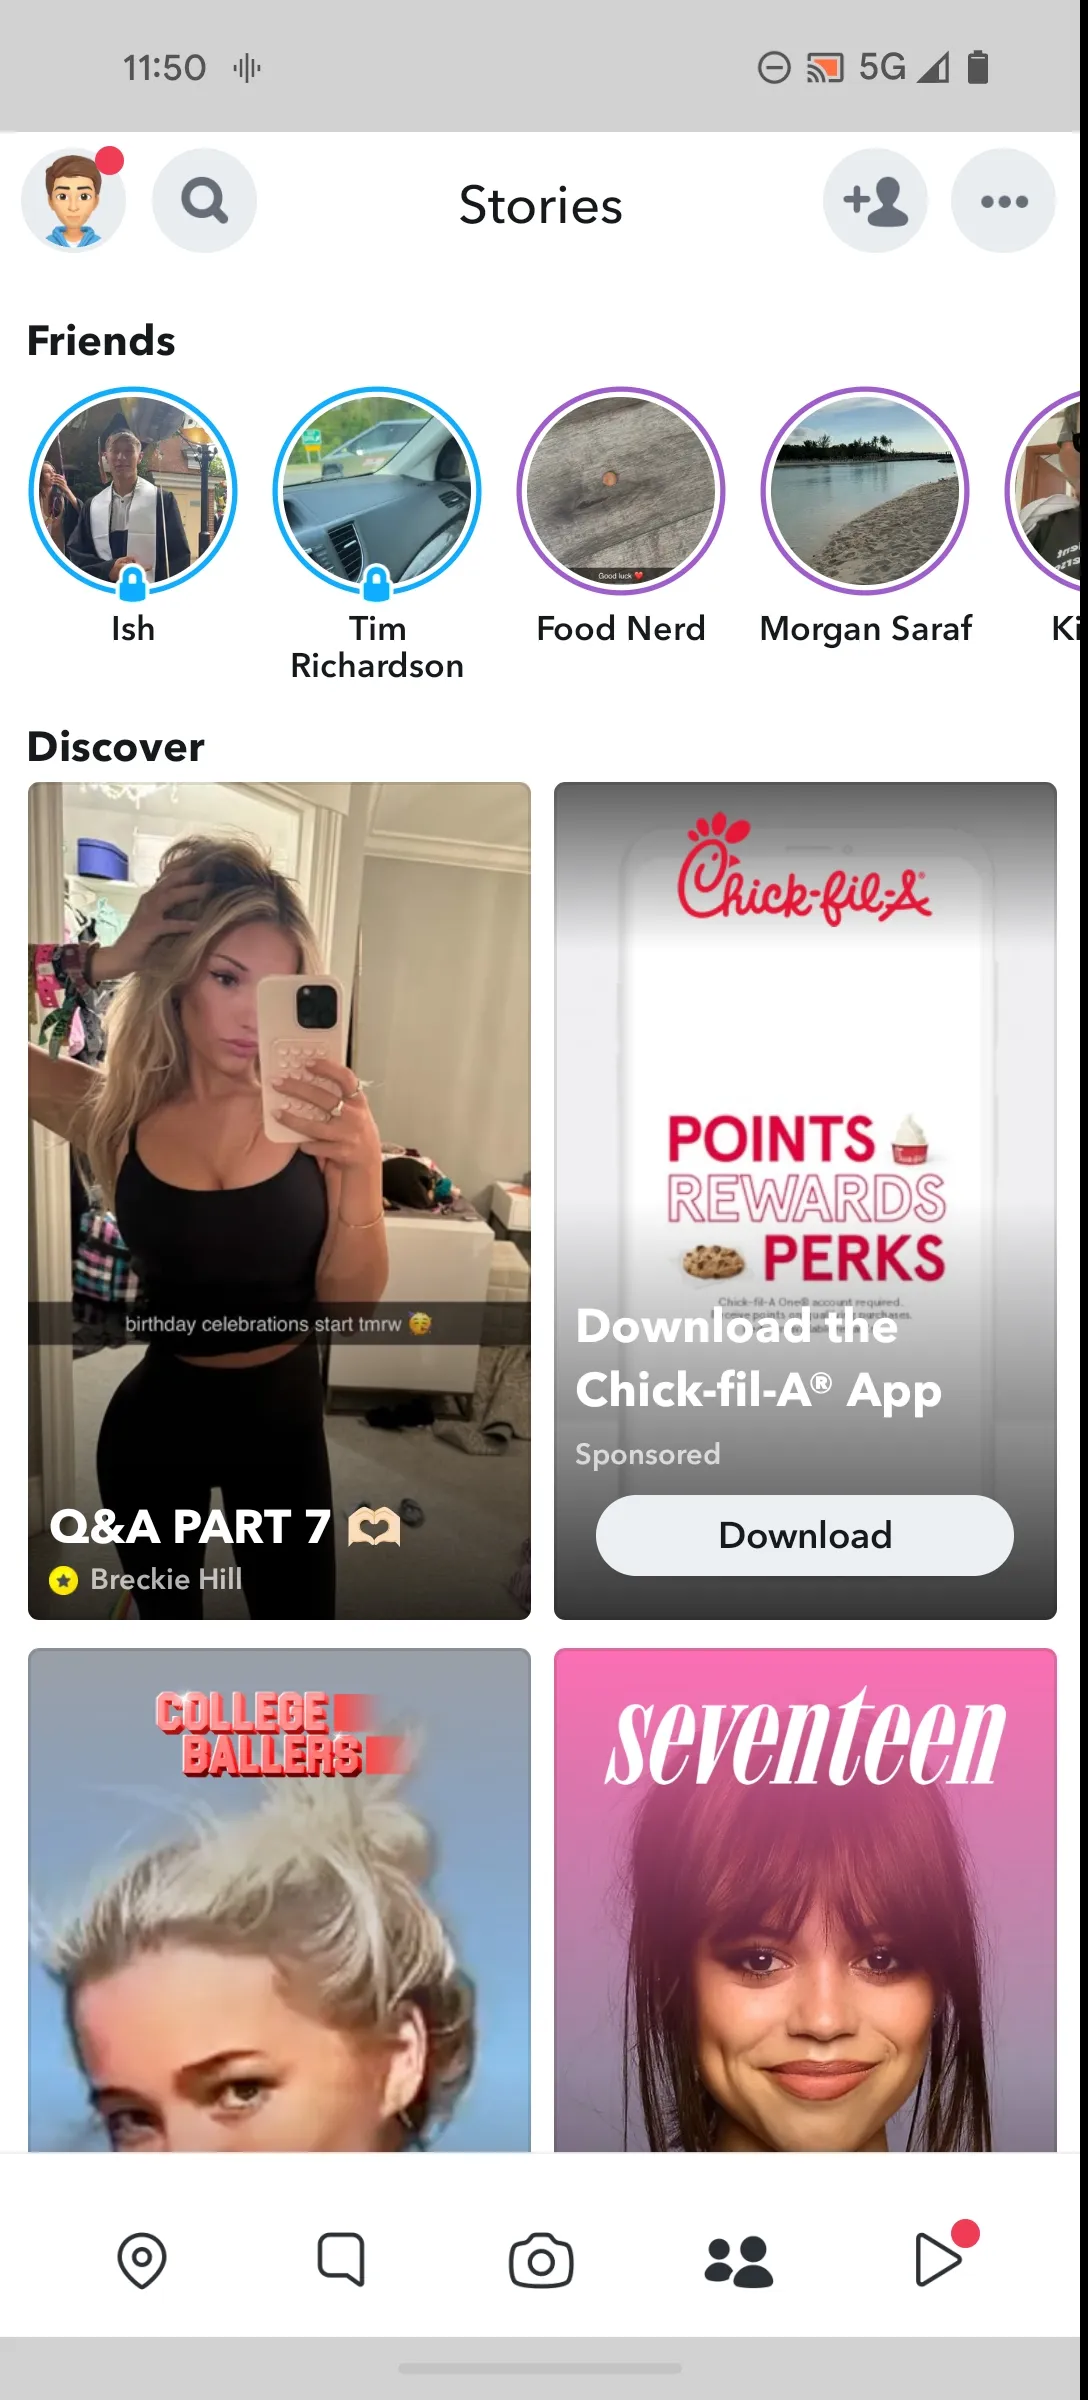 11:50
5G
Stories
Friends
Good luck ❤️
Ish
Tim
Richardson
Food Nerd
Morgan Saraf
Ki
Discover
birthday celebrations start tmrw 🥳
Q&A PART 7 🫶🏻
Breckie Hill
Chick-fil-A®
POINTS
REWARDS
PERKS
Chick-fil-A One® account required.
Download the
Chick-fil-A® App
Sponsored
Download
COLLEGE
BALLERS
seventeen